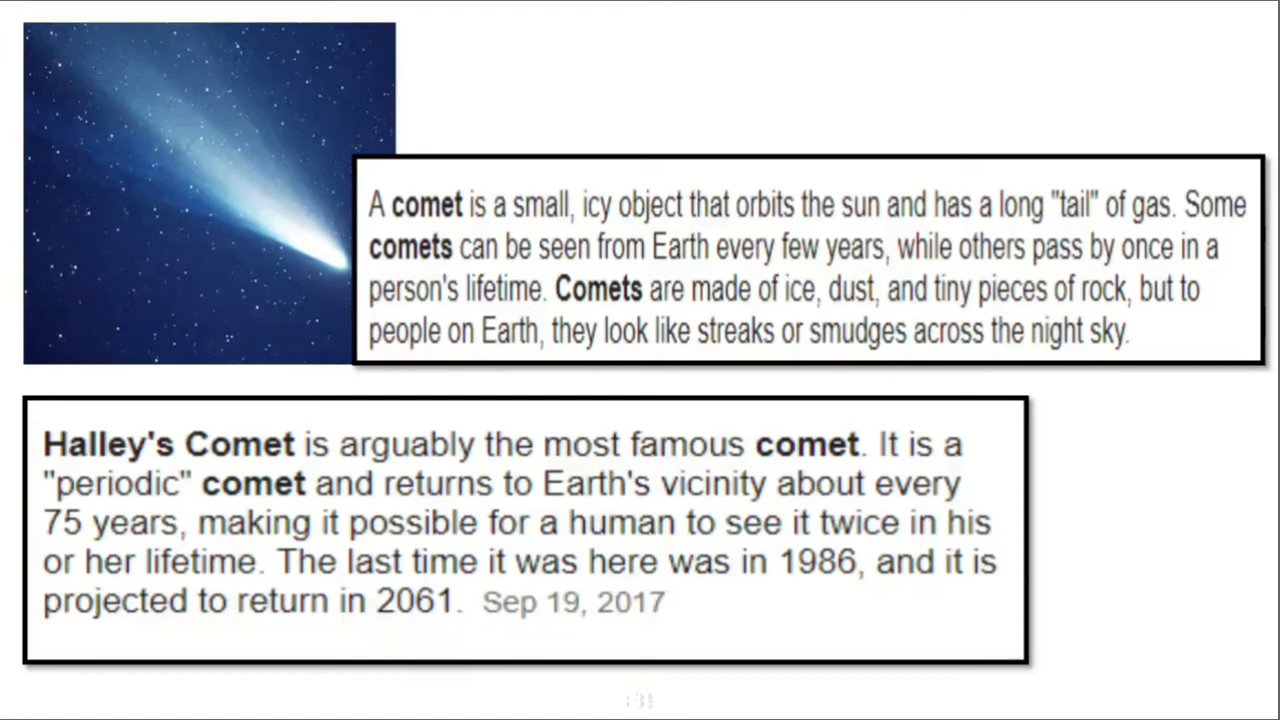 A comet is a small, icy object that orbits the sun and has a long "tail" of gas. Some
comets can be seen from Earth every few years, while others pass by once in a
person's lifetime. Comets are made of ice, dust, and tiny pieces of rock, but to
people on Earth, they look like streaks or smudges across the night sky.
Halley's Comet is arguably the most famous comet. It is a
"periodic" comet and returns to Earth's vicinity about every
75 years, making it possible for a human to see it twice in his
or her lifetime. The last time it was here was in 1986, and it is
projected to return in 2061. Sep 19, 2017